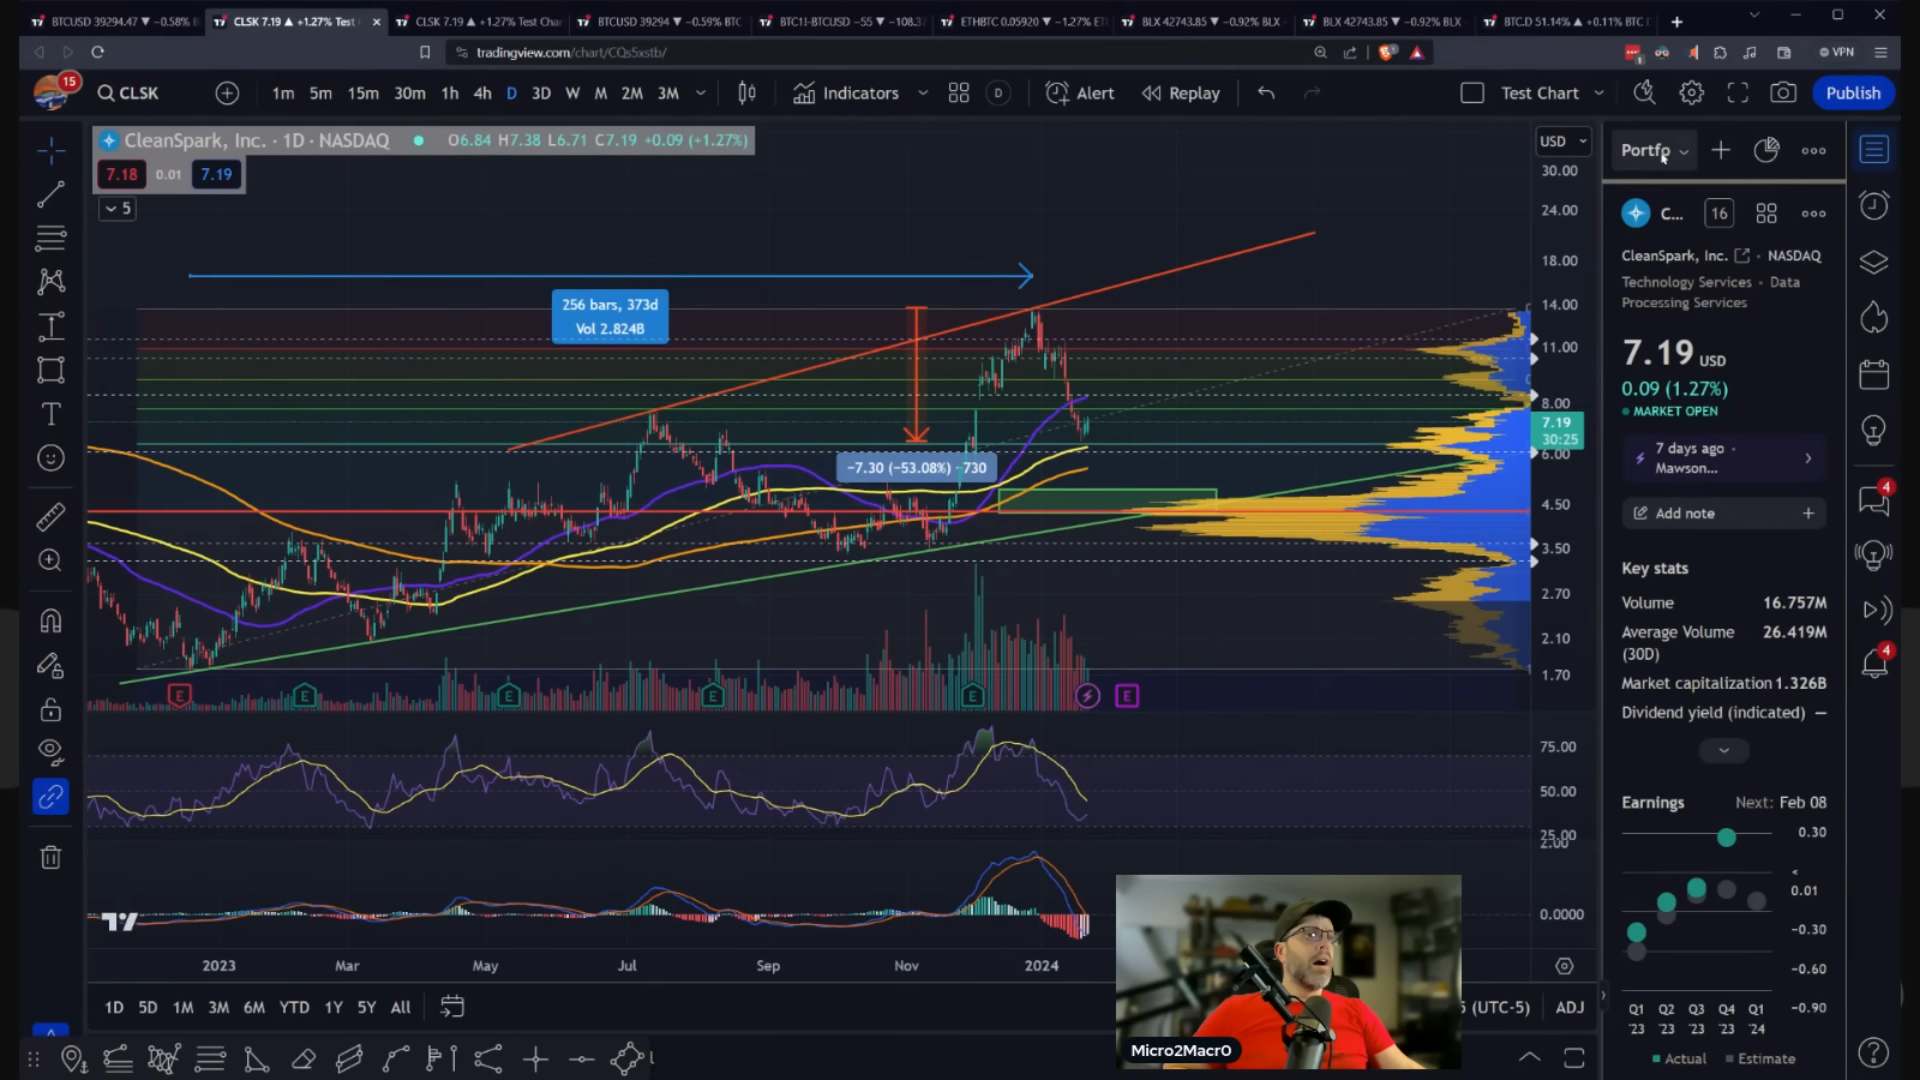 BTCUSD 39294.47 ▼ −0.58%
CLSK 7.19 ▲ +1.27% Test
CLSK 7.19 ▲ +1.27% Test Cha
BTCUSD 39294 ▼ −0.59% BTC
BTC1!-BTCUSD −55 ▼ −108.37
ETHBTC 0.05920 ▼ −1.27% ET
BLX 42743.85 ▼ −0.92% BLX
BLX 42743.85 ▼ −0.92% BLX
BTC.D 51.14% ▲ +0.11% BTC
tradingview.com/chart/CQs5xstb/
VPN
15
CLSK
1m 5m 15m 30m 1h 4h D 3D W M 2M 3M
Indicators
D
Alert
Replay
Test Chart
Publish
CleanSpark, Inc. · 1D · NASDAQ
O6.84 H7.38 L6.71 C7.19 +0.09 (+1.27%)
7.18 0.01 7.19
5
USD
30.00
24.00
18.00
14.00
11.00
8.00
7.19
30:25
6.00
4.50
3.50
2.70
2.10
1.70
256 bars, 373d
Vol 2.824B
−7.30 (−53.08%) −730
E E E E E E
75.00
50.00
25.00
2.00
0.0000
2023 Mar May Jul Sep Nov 2024
1D 5D 1M 3M 6M YTD 1Y 5Y All
(UTC-5) ADJ
Micro2Macr0
Portfo
C... 16
CleanSpark, Inc. · NASDAQ
Technology Services · Data
Processing Services
7.19 USD
0.09 (1.27%)
MARKET OPEN
7 days ago ·
Mawson...
Add note
Key stats
Volume 16.757M
Average Volume 26.419M
(30D)
Market capitalization 1.326B
Dividend yield (indicated) —
Earnings Next: Feb 08
0.30
0.01
−0.30
−0.60
−0.90
Q1 Q2 Q3 Q4 Q1
'23 '23 '23 '23 '24
Actual Estimate
4
4